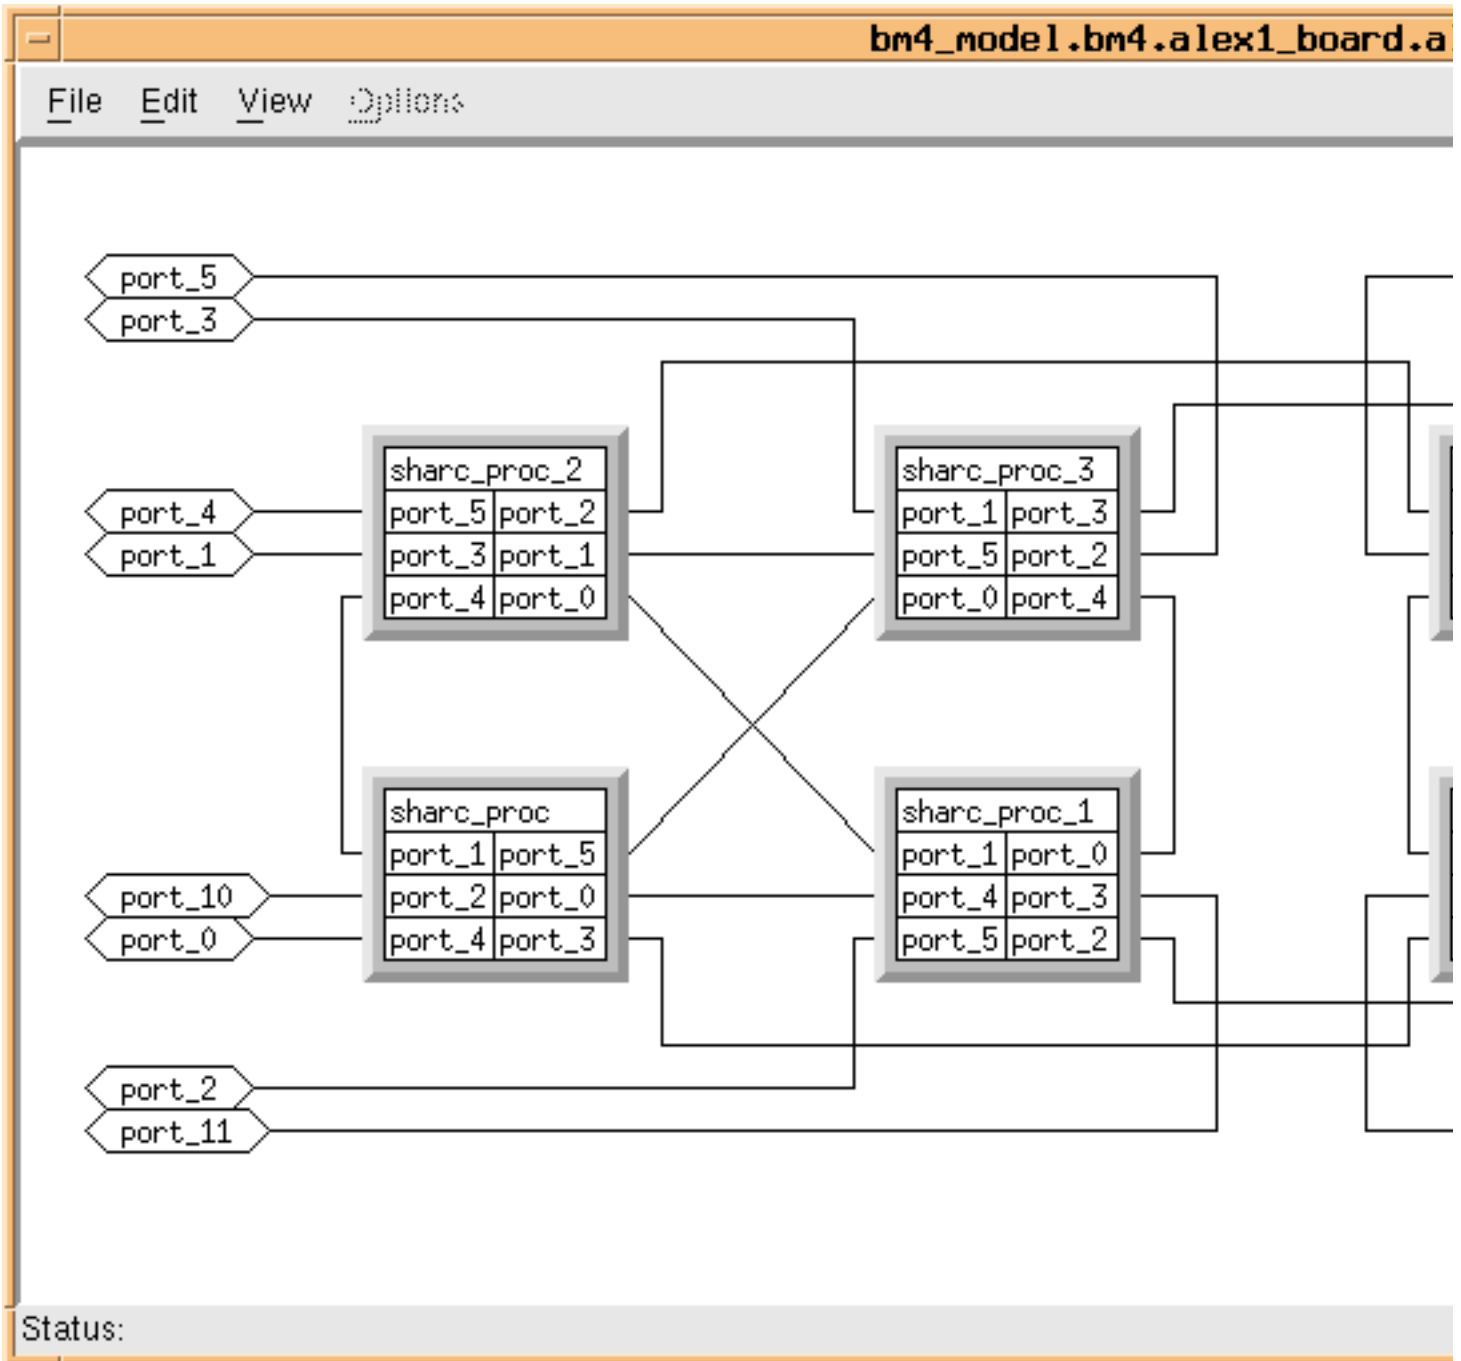 bm4_model.bm4.alex1_board.a
File Edit View Options
port_5
port_3
sharc_proc_2 sharc_proc_3
port_4 port_5 port_2 port_1 port_3
port_1 port_3 port_1 port_5 port_2
port_4 port_0 port_0 port_4
sharc_proc sharc_proc_1
port_1 port_5 port_1 port_0
port_10 port_2 port_0 port_4 port_3
port_0 port_4 port_3 port_5 port_2
port_2
port_11
Status: